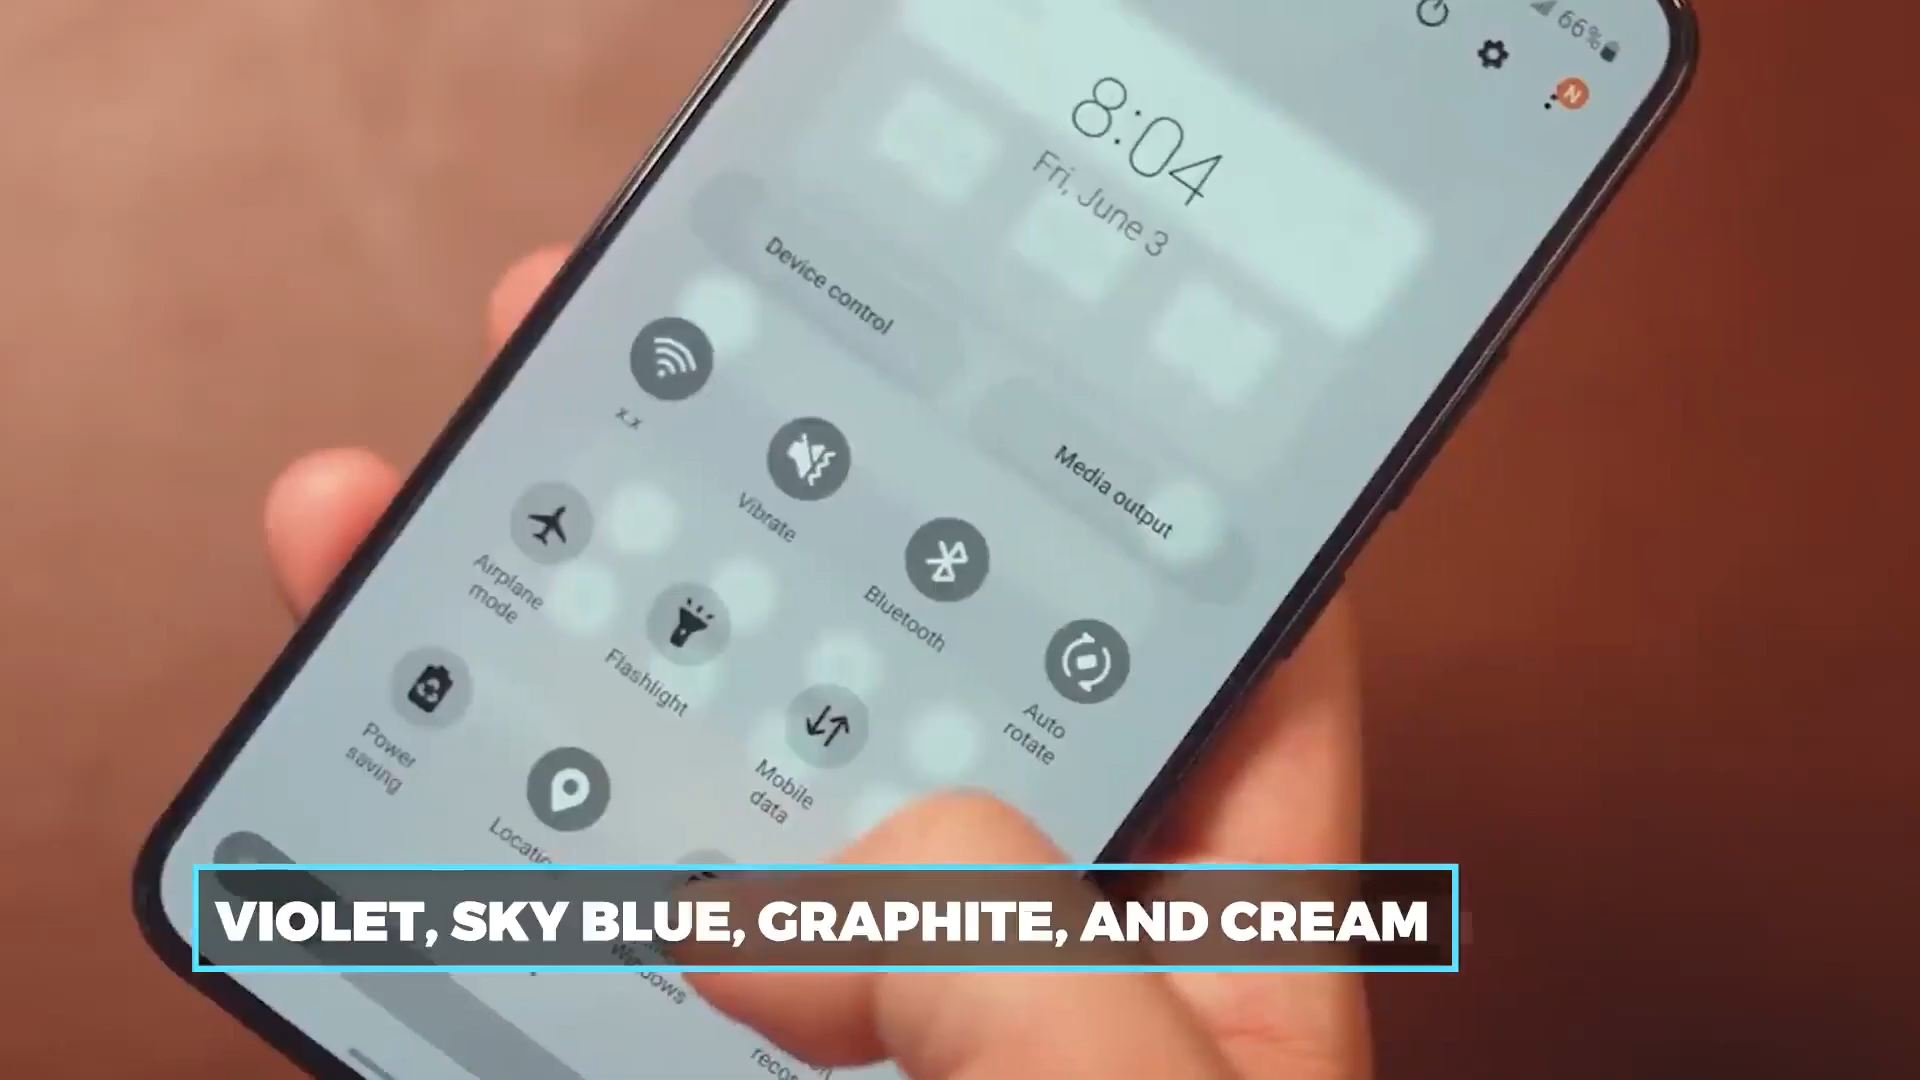 66%
N
8:04
Fri, June 3
Device control
Media output
x.x
Vibrate
Bluetooth
Auto
rotate
Airplane
mode
Flashlight
Mobile
data
Power
saving
VIOLET, SKY BLUE, GRAPHITE, AND CREAM
Windows